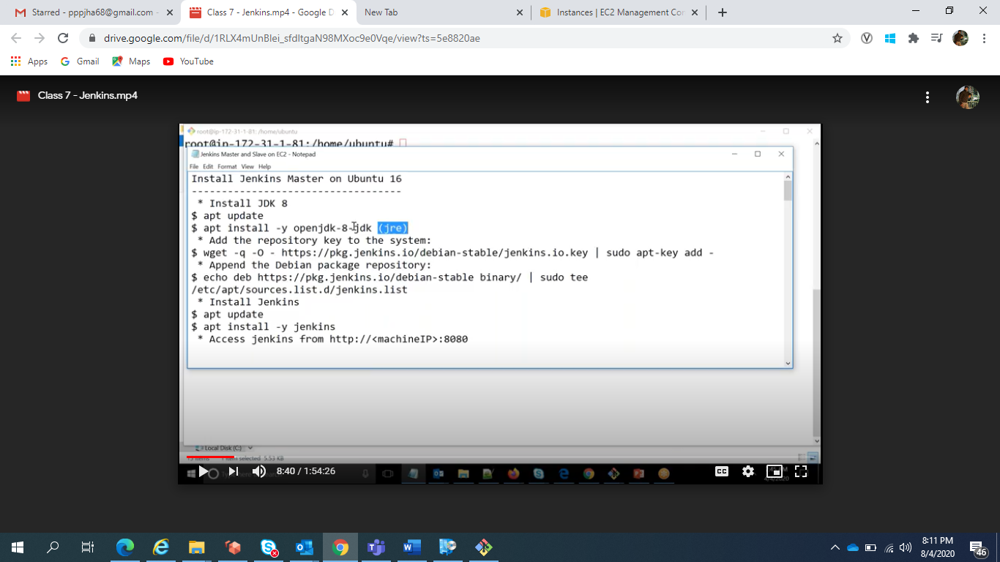 Starred - pppjha68@gmail.com -
Class 7 - Jenkins.mp4 - Google D
New Tab
Instances | EC2 Management Con
drive.google.com/file/d/1RLX4mUnBlei_sfdltgaN98MXoc9e0Vqe/view?ts=5e8820ae
Apps Gmail Maps YouTube
Class 7 - Jenkins.mp4
root@ip-172-31-1-81: /home/ubuntu
root@ip-172-31-1-81:/home/ubuntu#
Jenkins Master and Slave on EC2 - Notepad
File Edit Format View Help
Install Jenkins Master on Ubuntu 16
-----------------------------------
* Install JDK 8
$ apt update
$ apt install -y openjdk-8-jdk (jre)
* Add the repository key to the system:
$ wget -q -O - https://pkg.jenkins.io/debian-stable/jenkins.io.key | sudo apt-key add -
* Append the Debian package repository:
$ echo deb https://pkg.jenkins.io/debian-stable binary/ | sudo tee
/etc/apt/sources.list.d/jenkins.list
* Install Jenkins
$ apt update
$ apt install -y jenkins
* Access jenkins from http://<machineIP>:8080
Local Disk (C:)
items 1 item selected 5.53 KB
8:40 / 1:54:26
CC
8:11 PM
8/4/2020
46